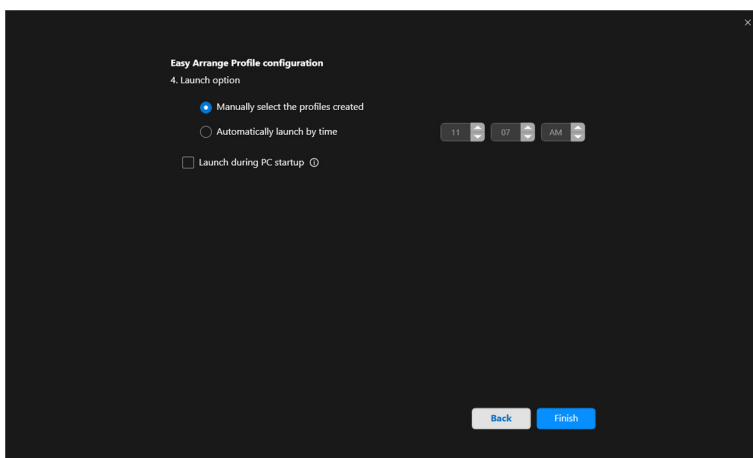 Easy Arrange Profile configuration
4. Launch option
Manually select the profiles created
Automatically launch by time 11 07 AM
Launch during PC startup
Back Finish